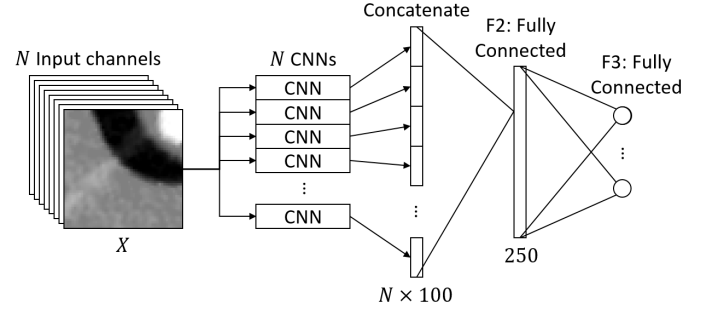 Concatenate
N Input channels
N CNNs
F2: Fully
Connected
F3: Fully
Connected
CNN
CNN
CNN
CNN
...
CNN
...
...
X
250
N × 100